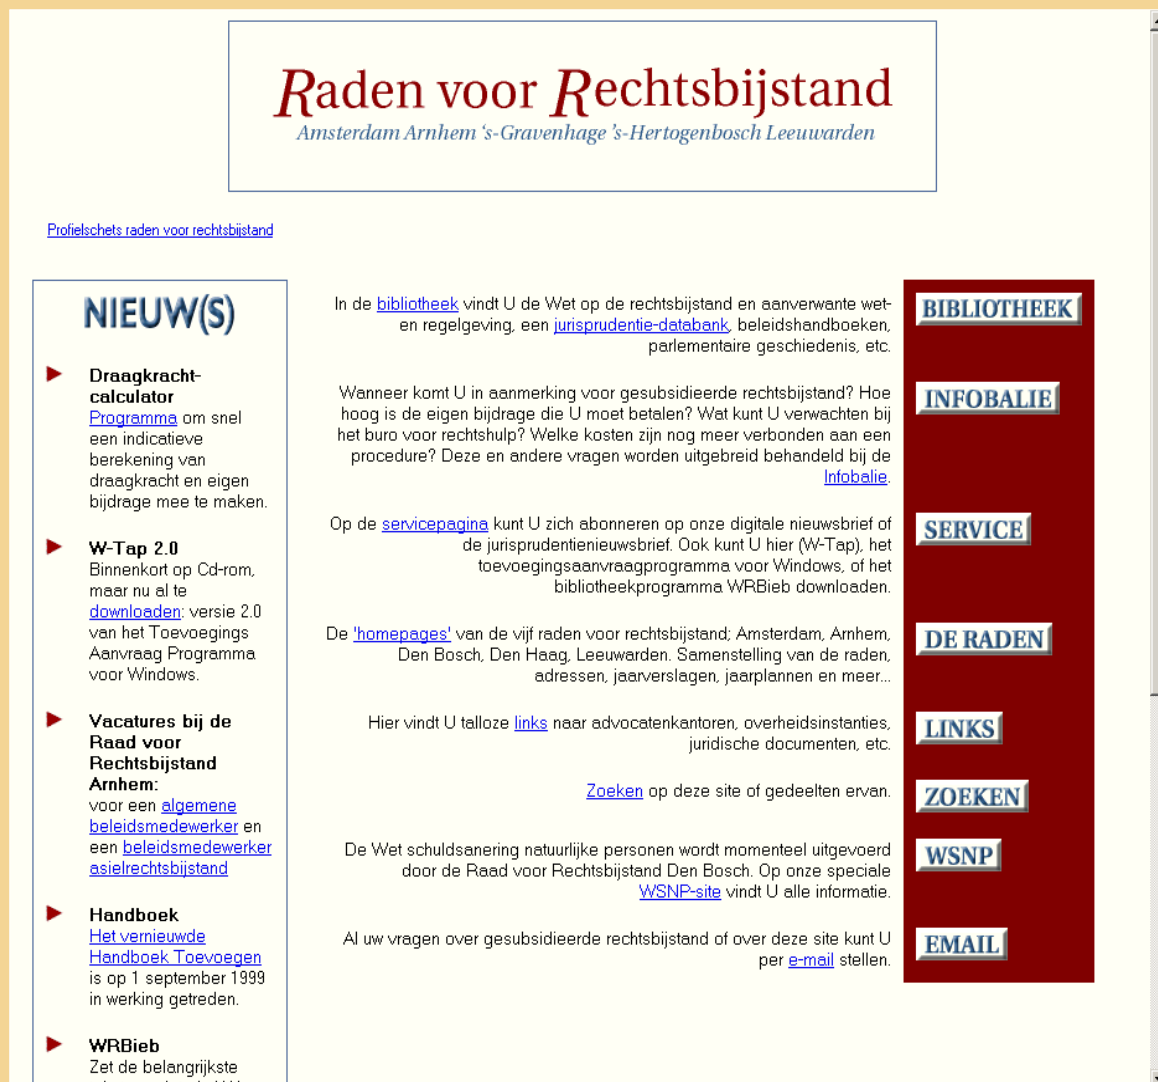 Raden voor Rechtsbijstand
Amsterdam Arnhem ‘s-Gravenhage ’s-Hertogenbosch Leeuwarden
Profielschets raden voor rechtsbijstand
NIEUW(S)
Draagkracht-
calculator
Programma om snel
een indicatieve
berekening van
draagkracht en eigen
bijdrage mee te maken.
W-Tap 2.0
Binnenkort op Cd-rom,
maar nu al te
downloaden: versie 2.0
van het Toevoegings
Aanvraag Programma
voor Windows.
Vacatures bij de
Raad voor
Rechtsbijstand
Arnhem:
voor een algemene
beleidsmedewerker en
een beleidsmedewerker
asielrechtsbijstand
Handboek
Het vernieuwde
Handboek Toevoegen
is op 1 september 1999
in werking getreden.
WRBieb
Zet de belangrijkste
In de bibliotheek vindt U de Wet op de rechtsbijstand en aanverwante wet-
en regelgeving, een jurisprudentie-databank, beleidshandboeken,
parlementaire geschiedenis, etc.
Wanneer komt U in aanmerking voor gesubsidieerde rechtsbijstand? Hoe
hoog is de eigen bijdrage die U moet betalen? Wat kunt U verwachten bij
het buro voor rechtshulp? Welke kosten zijn nog meer verbonden aan een
procedure? Deze en andere vragen worden uitgebreid behandeld bij de
Infobalie.
Op de servicepagina kunt U zich abonneren op onze digitale nieuwsbrief of
de jurisprudentienieuwsbrief. Ook kunt U hier (W-Tap), het
toevoegingsaanvraagprogramma voor Windows, of het
bibliotheekprogramma WRBieb downloaden.
De 'homepages' van de vijf raden voor rechtsbijstand; Amsterdam, Arnhem,
Den Bosch, Den Haag, Leeuwarden. Samenstelling van de raden,
adressen, jaarverslagen, jaarplannen en meer...
Hier vindt U talloze links naar advocatenkantoren, overheidsinstanties,
juridische documenten, etc.
Zoeken op deze site of gedeelten ervan.
De Wet schuldsanering natuurlijke personen wordt momenteel uitgevoerd
door de Raad voor Rechtsbijstand Den Bosch. Op onze speciale
WSNP-site vindt U alle informatie.
Al uw vragen over gesubsidieerde rechtsbijstand of over deze site kunt U
per e-mail stellen.
BIBLIOTHEEK
INFOBALIE
SERVICE
DE RADEN
LINKS
ZOEKEN
WSNP
EMAIL